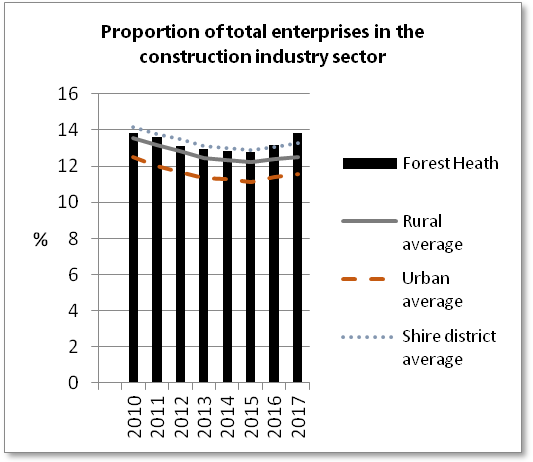 Proportion of total enterprises in the
construction industry sector
16
14
12
10
8
6
4
2
0
%
2010
2011
2012
2013
2014
2015
2016
2017
Forest Heath
Rural
average
Urban
average
Shire district
average